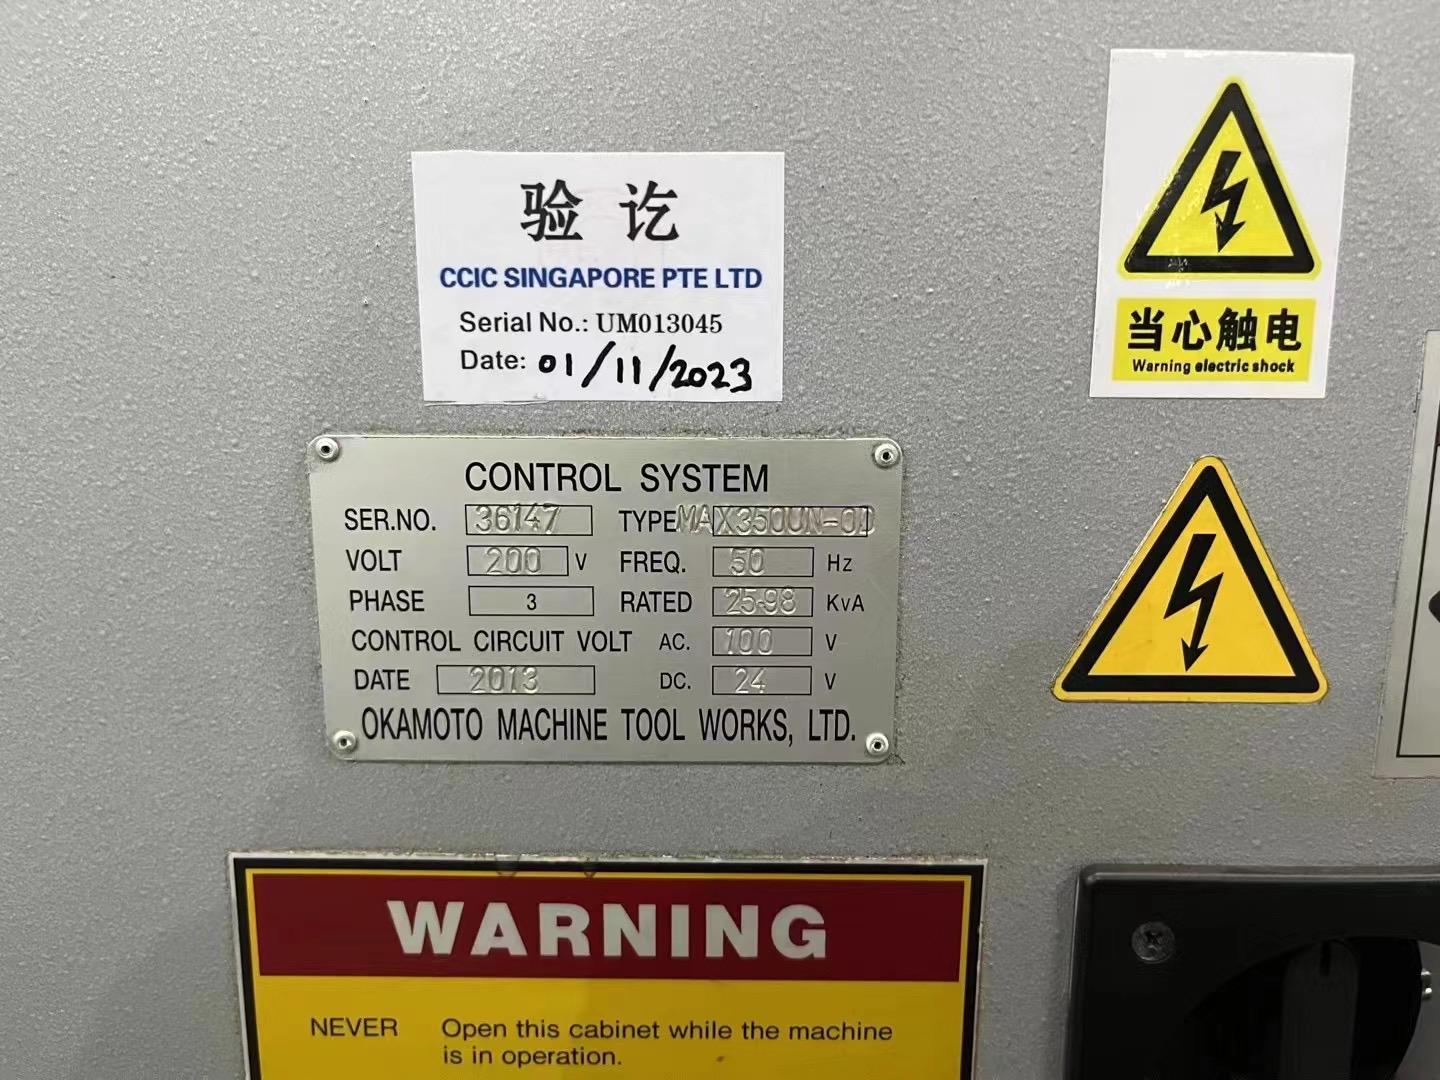 验讫
CCIC SINGAPORE PTE LTD
Serial No.: UM013045
Date: 01/11/2023
当心触电
Warning electric shock
CONTROL SYSTEM
SER.NO. 36147 TYPE MAX350UN-OD
VOLT 200 V FREQ. 50 Hz
PHASE 3 RATED 25.98 KvA
CONTROL CIRCUIT VOLT AC. 100 V
DATE 2013 DC. 24 V
OKAMOTO MACHINE TOOL WORKS, LTD.
WARNING
NEVER Open this cabinet while the machine
is in operation.